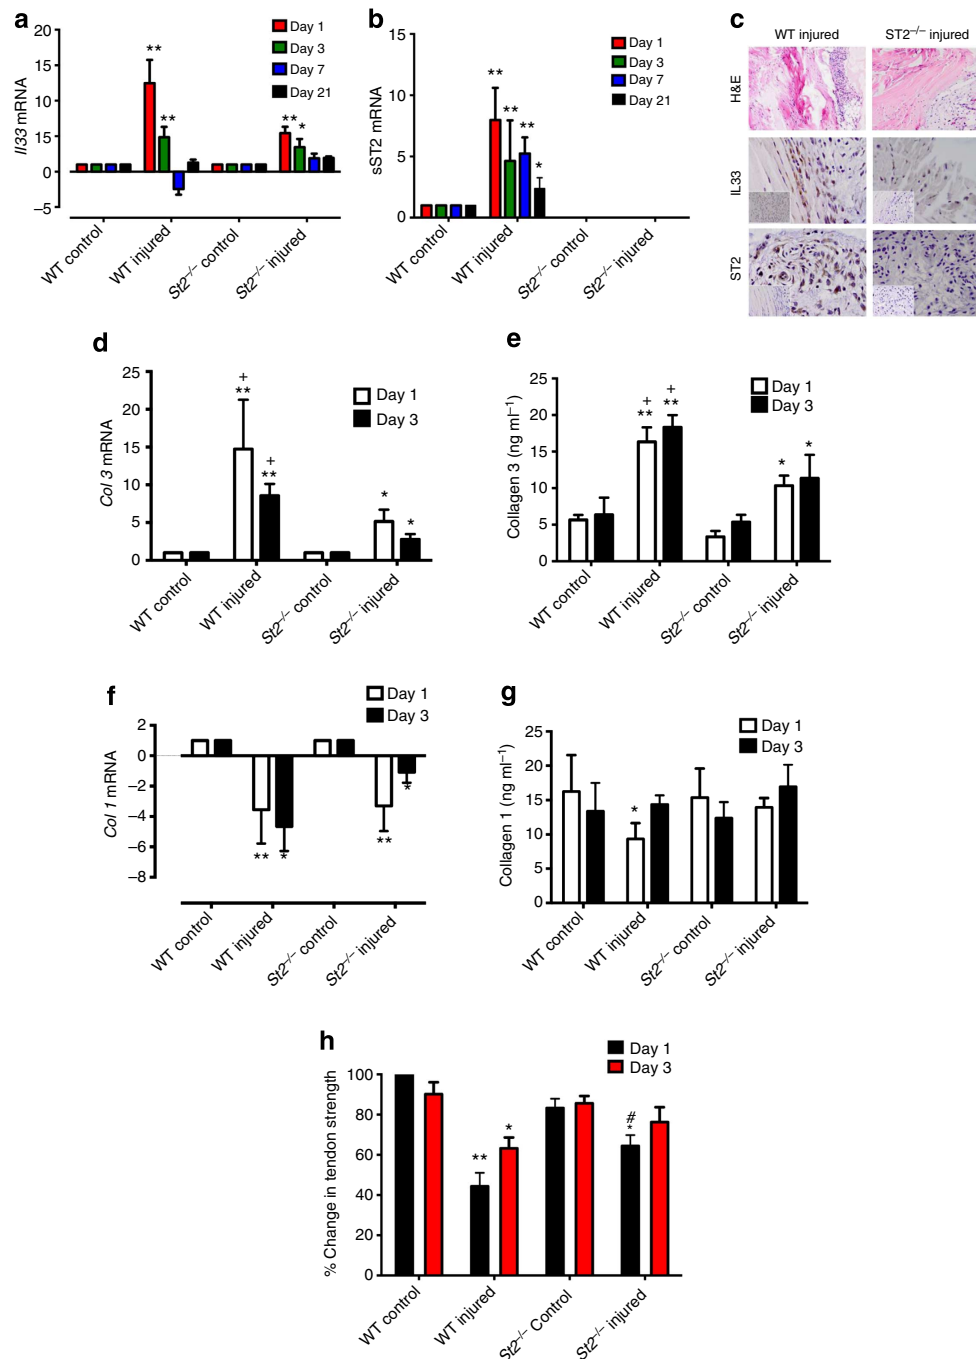 a
Il33 mRNA
20
15
10
15
0
–5
**
**
**
*
Day 1
Day 3
Day 7
Day 21
WT control
WT injured
St2–/– control
St2–/– injured
b
sST2 mRNA
15
10
5
0
**
**
**
*
Day 1
Day 3
Day 7
Day 21
WT control
WT injured
St2–/– control
St2–/– injured
c
WT injured
ST2–/– injured
H&E
IL33
ST2
d
Col 3 mRNA
25
20
15
10
5
0
+
**
+
**
*
*
Day 1
Day 3
WT control
WT injured
St2–/– control
St2–/– injured
e
Collagen 3 (ng ml–1)
25
20
15
10
5
0
+
**
+
**
*
*
Day 1
Day 3
WT control
WT injured
St2–/– control
St2–/– injured
f
Col 1 mRNA
2
0
–2
–4
–6
–8
**
*
**
*
Day 1
Day 3
WT control
WT injured
St2–/– control
St2–/– injured
g
Collagen 1 (ng ml–1)
25
20
15
10
5
0
*
Day 1
Day 3
WT control
WT injured
St2–/– control
St2–/– injured
h
% Change in tendon strength
100
80
60
40
20
0
**
*
#
*
Day 1
Day 3
WT control
WT injured
St2–/– Control
St2–/– injured